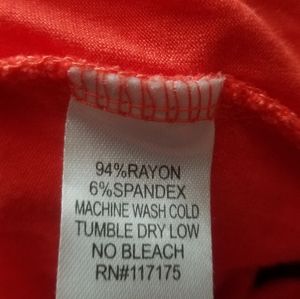 94%RAYON
6%SPANDEX
MACHINE WASH COLD
TUMBLE DRY LOW
NO BLEACH
RN#117175